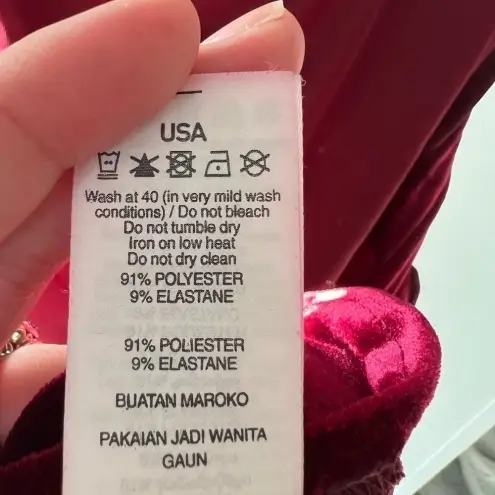 USA
Wash at 40 (in very mild wash
conditions) / Do not bleach
Do not tumble dry
Iron on low heat
Do not dry clean
91% POLYESTER
9% ELASTANE
91% POLIESTER
9% ELASTANE
BUATAN MAROKO
PAKAIAN JADI WANITA
GAUN